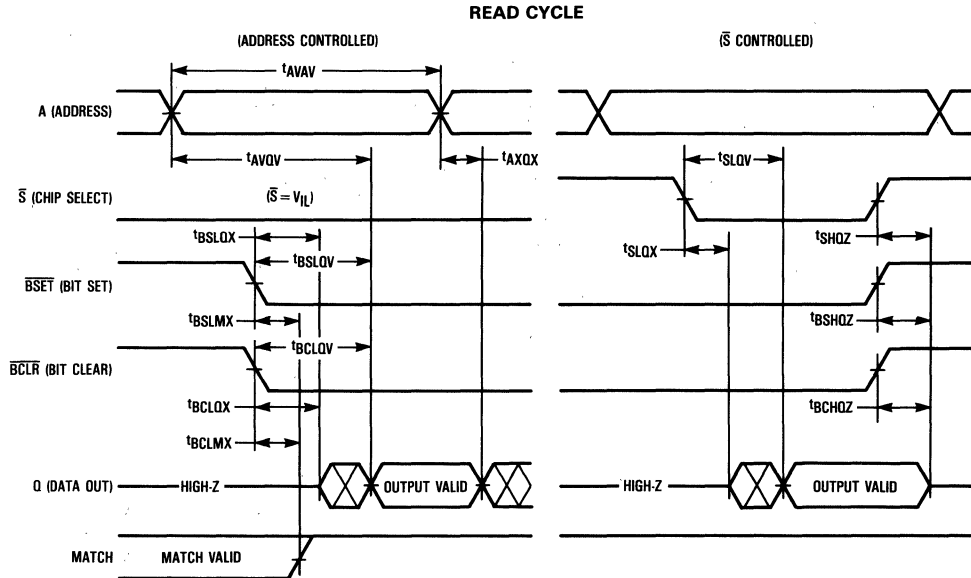 READ CYCLE
(ADDRESS CONTROLLED)
(S̅ CONTROLLED)
tAVAV
A (ADDRESS)
tAVQV
tAXQX
tSLQV
S̅ (CHIP SELECT)
(S̅ = VIL)
tBSLQX
tSLQX
tSHQZ
tBSLQV
B̅S̅E̅T̅ (BIT SET)
tBSLMX
tBSHQZ
tBCLQV
B̅C̅L̅R̅ (BIT CLEAR)
tBCLQX
tBCHQZ
tBCLMX
Q (DATA OUT)
HIGH-Z
OUTPUT VALID
HIGH-Z
OUTPUT VALID
MATCH
MATCH VALID